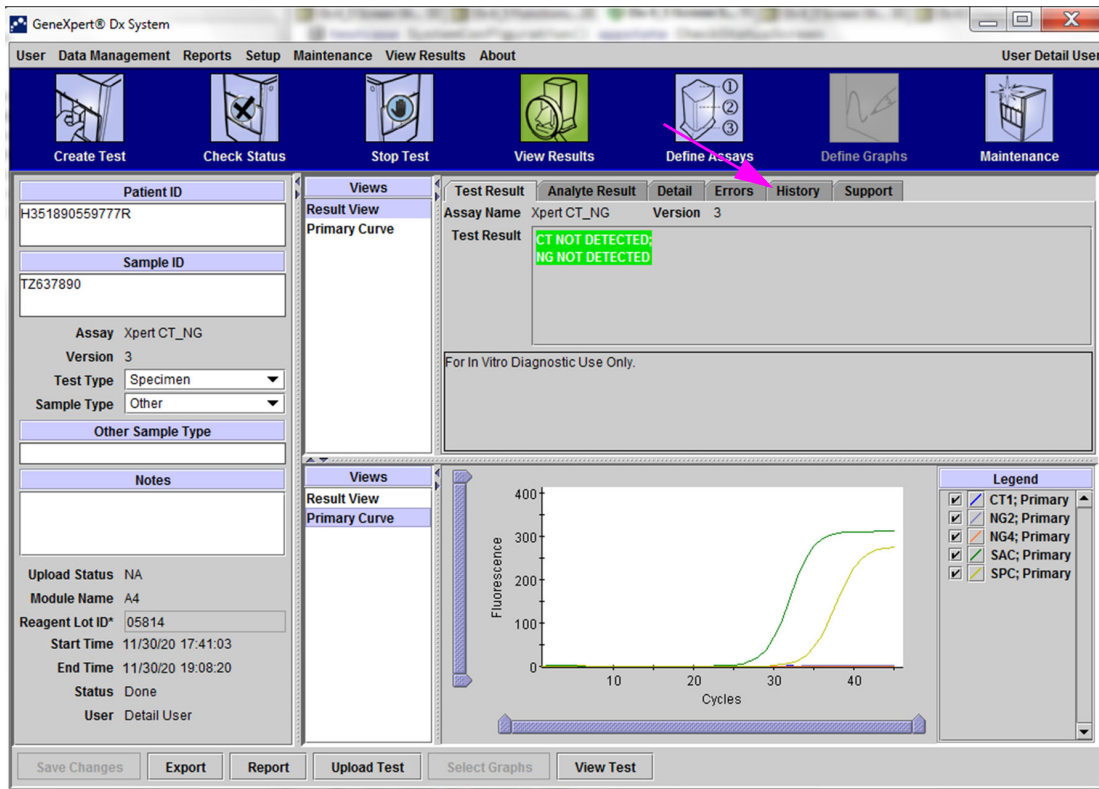 GeneXpert® Dx System
User Data Management Reports Setup Maintenance View Results About User Detail User
Create Test Check Status Stop Test View Results Define Assays Define Graphs Maintenance
1
2
3
Patient ID
H351890559777R
Sample ID
TZ637890
Assay Xpert CT_NG
Version 3
Test Type Specimen
Sample Type Other
Other Sample Type
Notes
Upload Status NA
Module Name A4
Reagent Lot ID* 05814
Start Time 11/30/20 17:41:03
End Time 11/30/20 19:08:20
Status Done
User Detail User
Views
Result View
Primary Curve
Test Result Analyte Result Detail Errors History Support
Assay Name Xpert CT_NG Version 3
Test Result CT NOT DETECTED;
NG NOT DETECTED
For In Vitro Diagnostic Use Only.
Views
Result View
Primary Curve
Fluorescence
400
300
200
100
0
10 20 30 40
Cycles
Legend
CT1; Primary
NG2; Primary
NG4; Primary
SAC; Primary
SPC; Primary
Save Changes Export Report Upload Test Select Graphs View Test